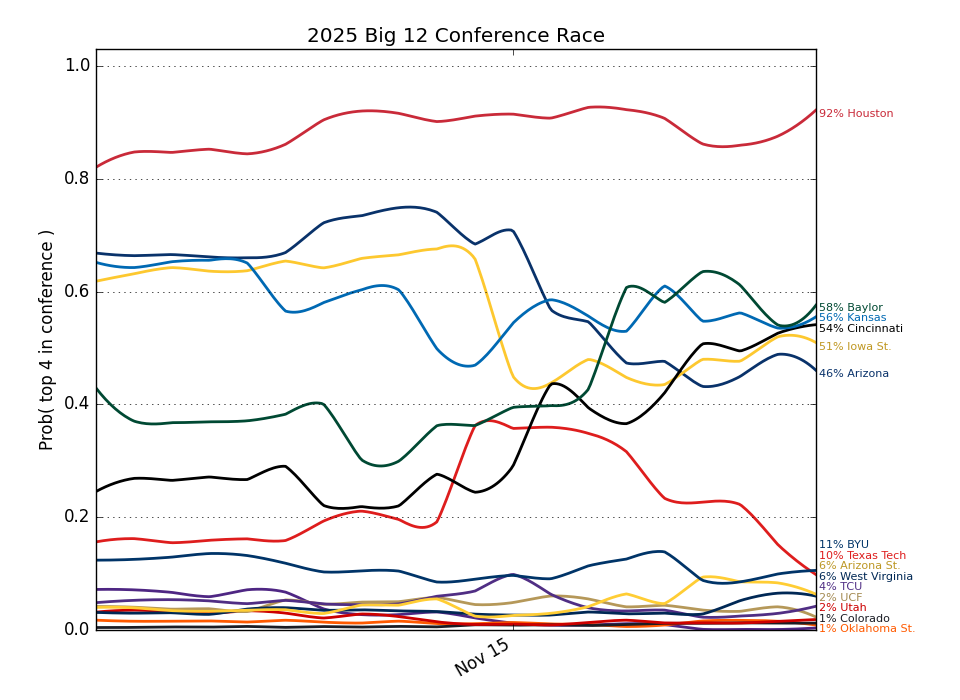 2025 Big 12 Conference Race
Prob( top 4 in conference )
1.0
0.8
0.6
0.4
0.2
0.0
Nov 15
92% Houston
58% Baylor
56% Kansas
54% Cincinnati
51% Iowa St.
46% Arizona
11% BYU
10% Texas Tech
6% Arizona St.
6% West Virginia
4% TCU
2% UCF
2% Utah
1% Colorado
1% Oklahoma St.